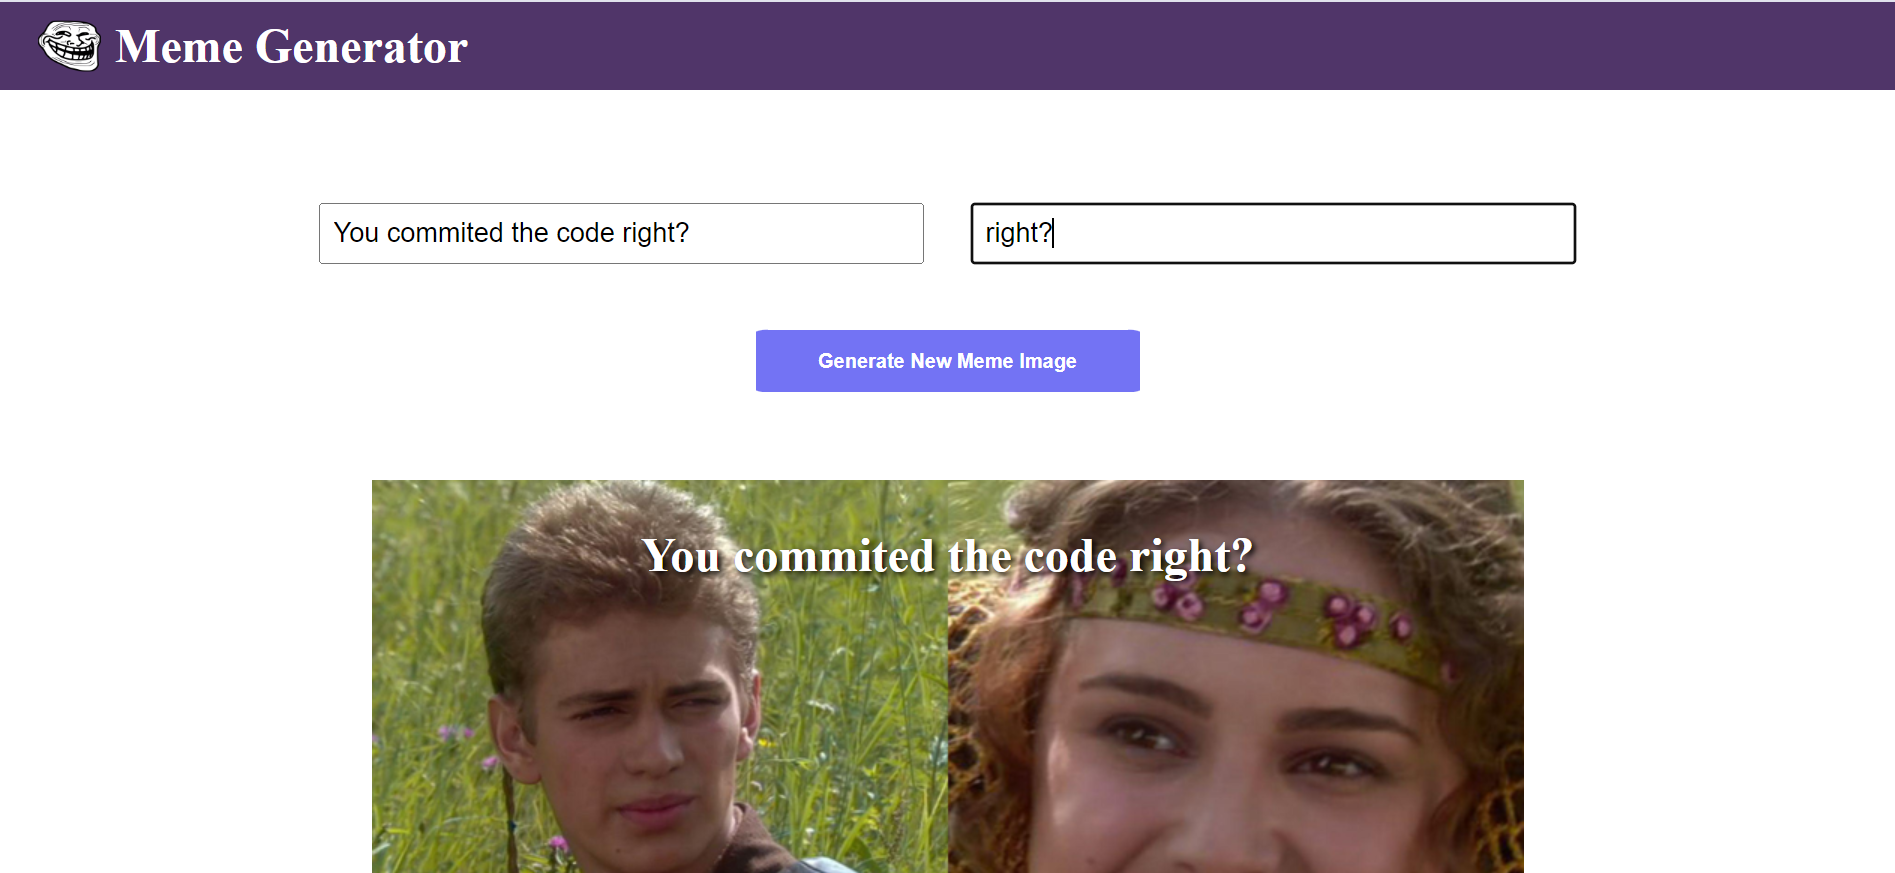 Meme Generator
You commited the code right?
right?
Generate New Meme Image
You commited the code right?